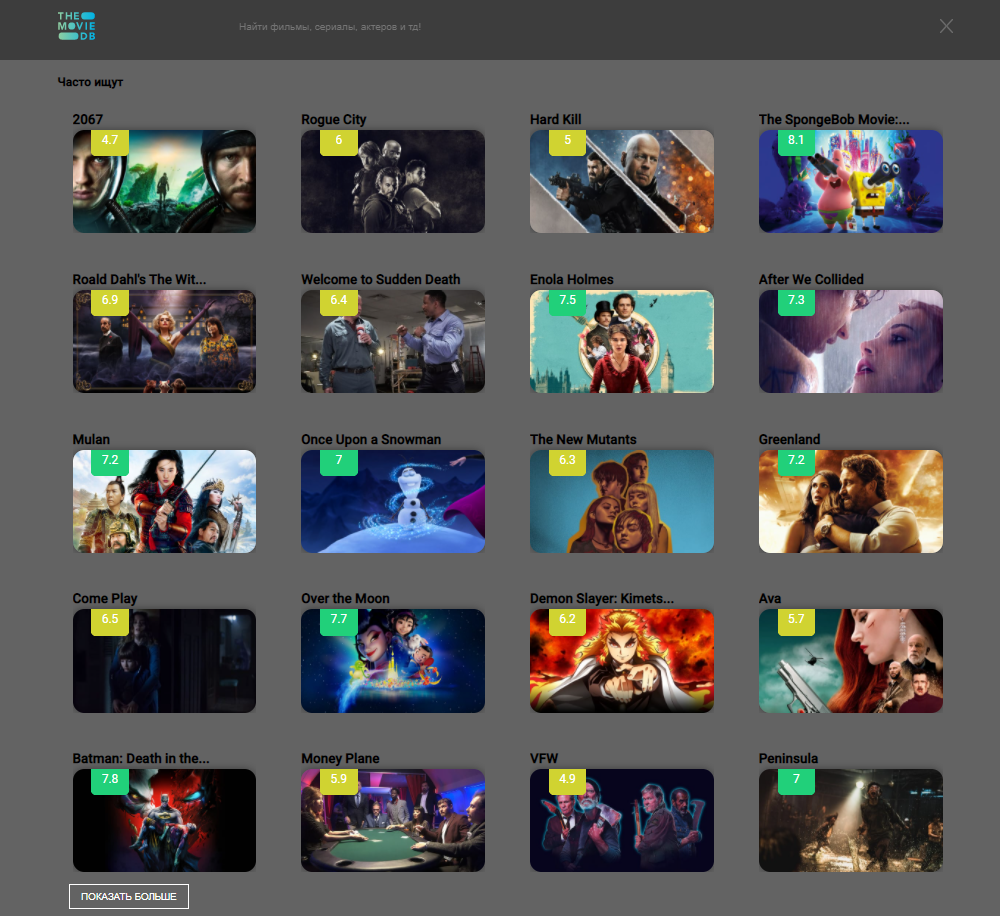 THE
MOVIE
DB
Найти фильмы, сериалы, актеров и тд!
Часто ищут
2067
Rogue City
Hard Kill
The SpongeBob Movie:...
4.7
6
5
8.1
Roald Dahl's The Wit...
Welcome to Sudden Death
Enola Holmes
After We Collided
6.9
6.4
7.5
7.3
Mulan
Once Upon a Snowman
The New Mutants
Greenland
7.2
7
6.3
7.2
Come Play
Over the Moon
Demon Slayer: Kimets...
Ava
6.5
7.7
6.2
5.7
Batman: Death in the...
Money Plane
VFW
Peninsula
7.8
5.9
4.9
7
ПОКАЗАТЬ БОЛЬШЕ